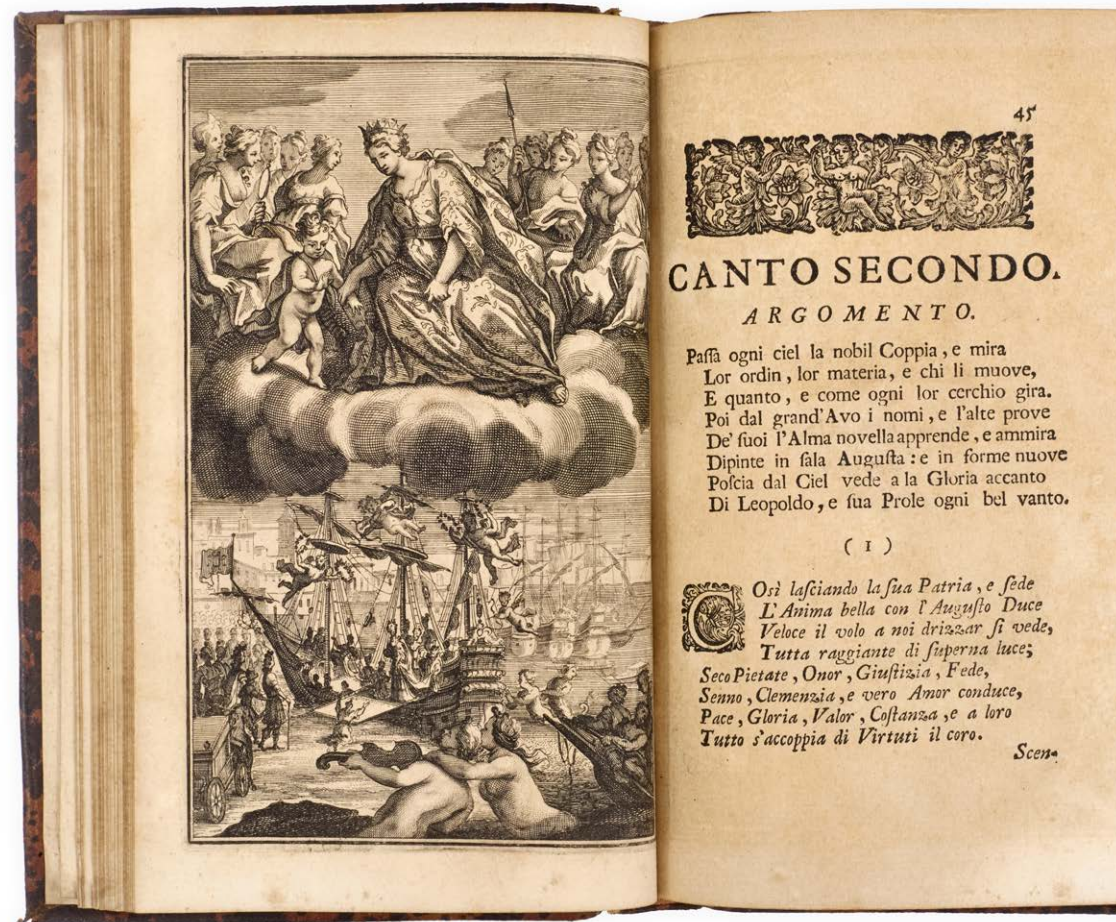 45
CANTO SECONDO.
ARGOMENTO.
Paſſa ogni ciel la nobil Coppia, e mira
Lor ordin, lor materia, e chi li muove,
E quanto, e come ogni lor cerchio gira.
Poi dal grand'Avo i nomi, e l'alte prove
De' ſuoi l'Alma novella apprende, e ammira
Dipinte in ſala Auguſta: e in forme nuove
Poſcia dal Ciel vede a la Gloria accanto
Di Leopoldo, e ſua Prole ogni bel vanto.
( I )
COsì laſciando la ſua Patria, e ſede
L'Anima bella con l'Auguſto Duce
Veloce il volo a noi drizzar ſi vede,
Tutta raggiante di ſuperna luce;
Seco Pietate, Onor, Giuſtizia, Fede,
Senno, Clemenzia, e vero Amor conduce,
Pace, Gloria, Valor, Coſtanza, e a loro
Tutto s'accoppia di Virtuti il coro.
Scen-